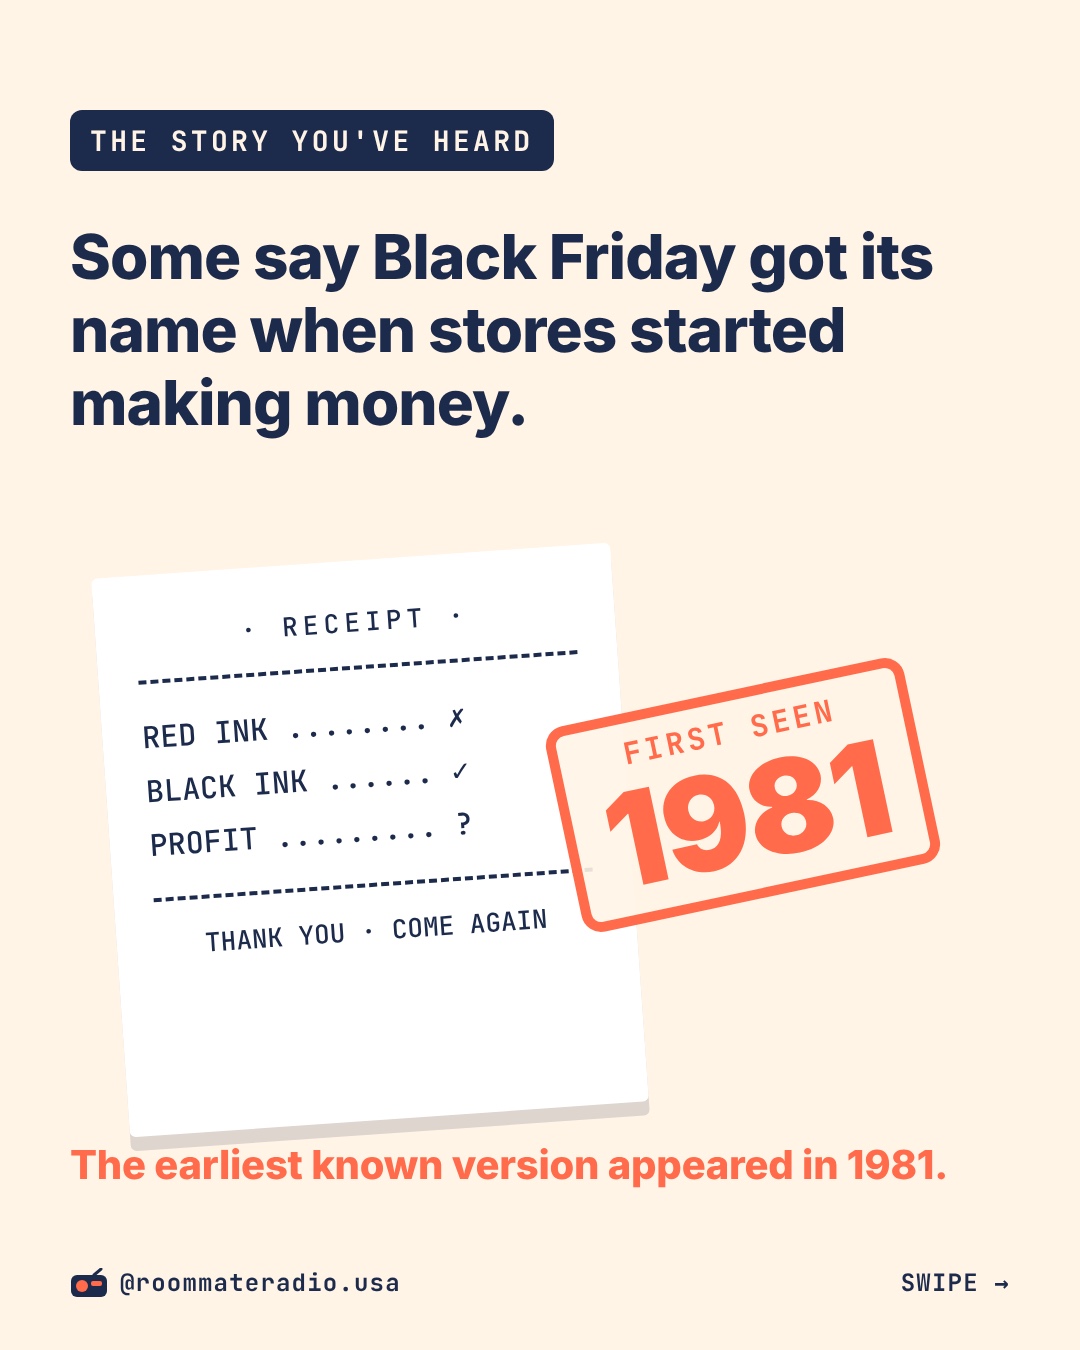 THE STORY YOU'VE HEARD
Some say Black Friday got its
name when stores started
making money.
· RECEIPT ·
RED INK ........ ✗
BLACK INK ...... ✓
PROFIT ......... ?
THANK YOU · COME AGAIN
FIRST SEEN
1981
The earliest known version appeared in 1981.
@roommateradio.usa
SWIPE →